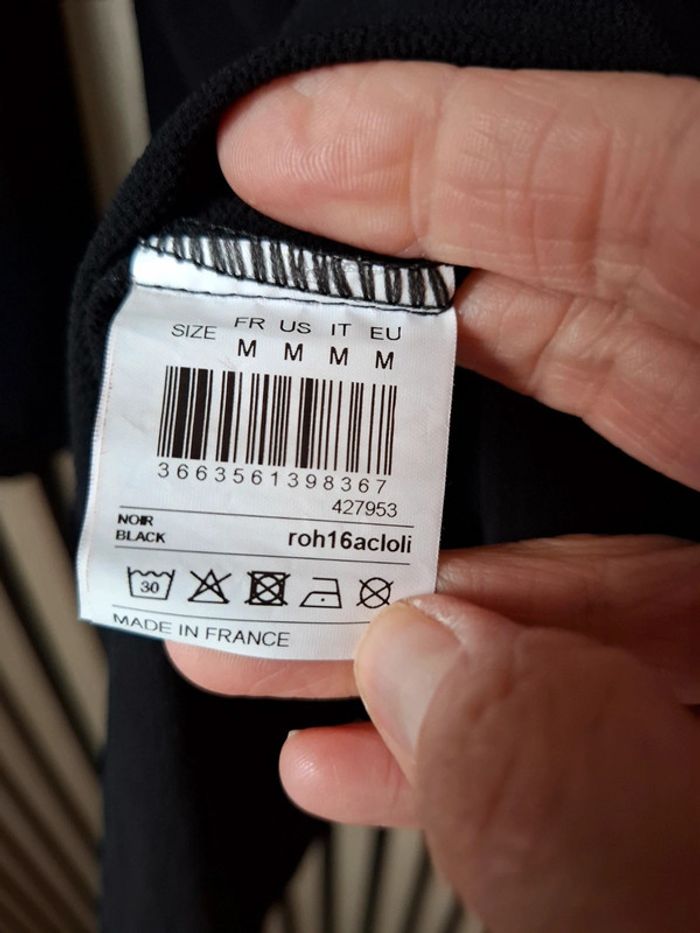 SIZE FR US IT EU
M M M M
3663561398367
427953
NOIR
BLACK
roh16acloli
30
MADE IN FRANCE